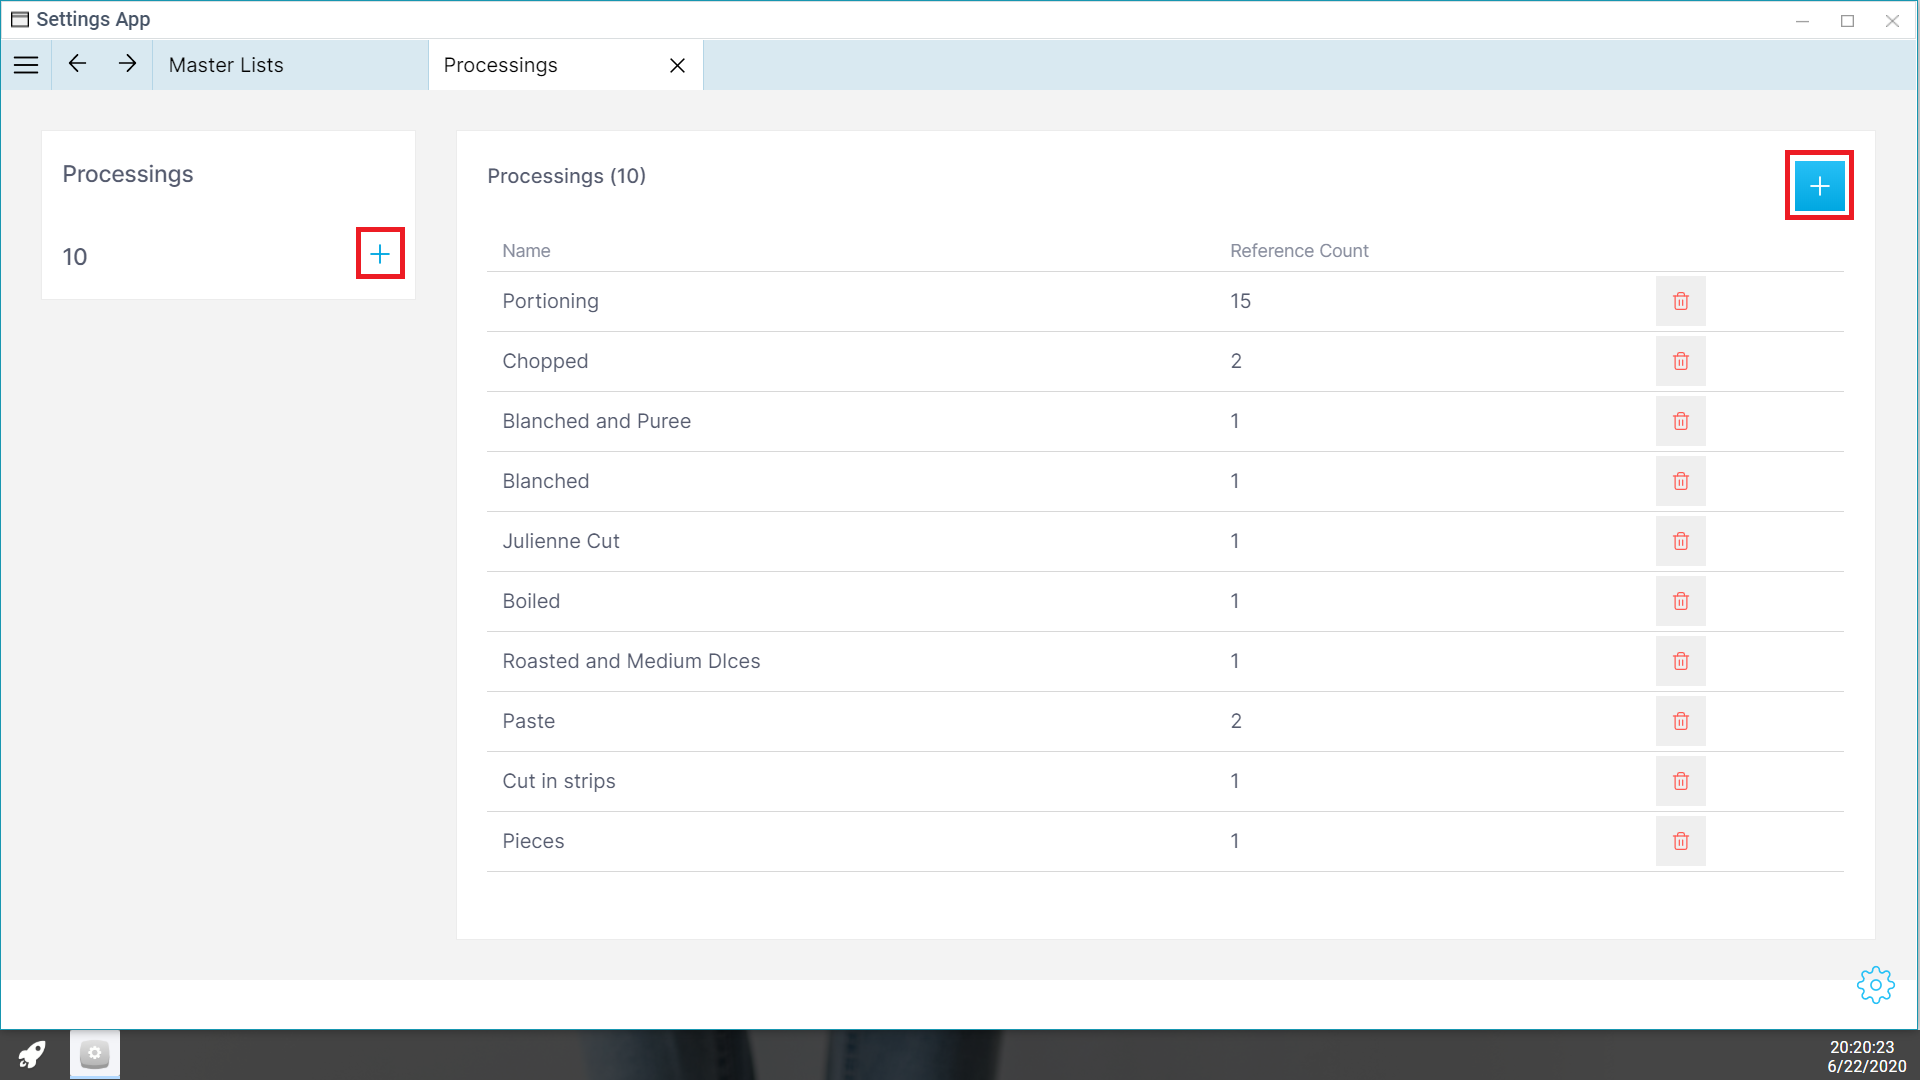 Settings App
Master Lists
Processings
Processings
10
Processings (10)
Name Reference Count
Portioning 15
Chopped 2
Blanched and Puree 1
Blanched 1
Julienne Cut 1
Boiled 1
Roasted and Medium DIces 1
Paste 2
Cut in strips 1
Pieces 1
20:20:23
6/22/2020